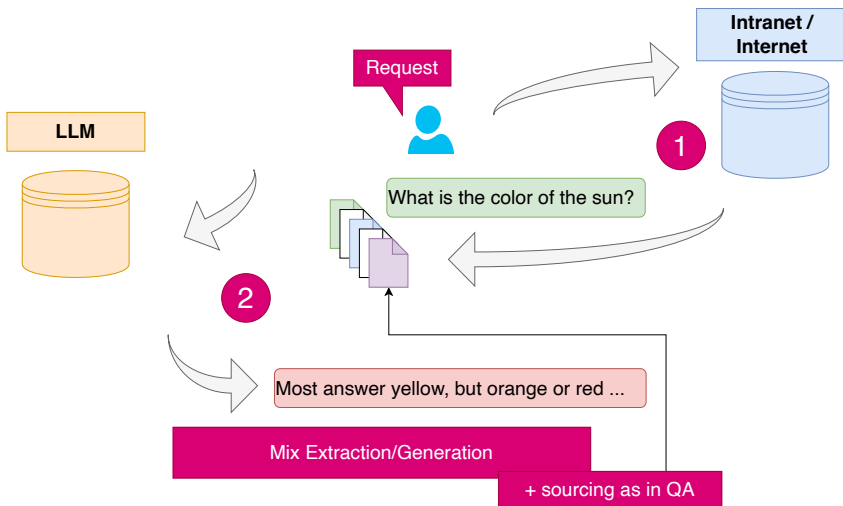 Intranet /
Internet
Request
LLM
1
What is the color of the sun?
2
Most answer yellow, but orange or red ...
Mix Extraction/Generation
+ sourcing as in QA